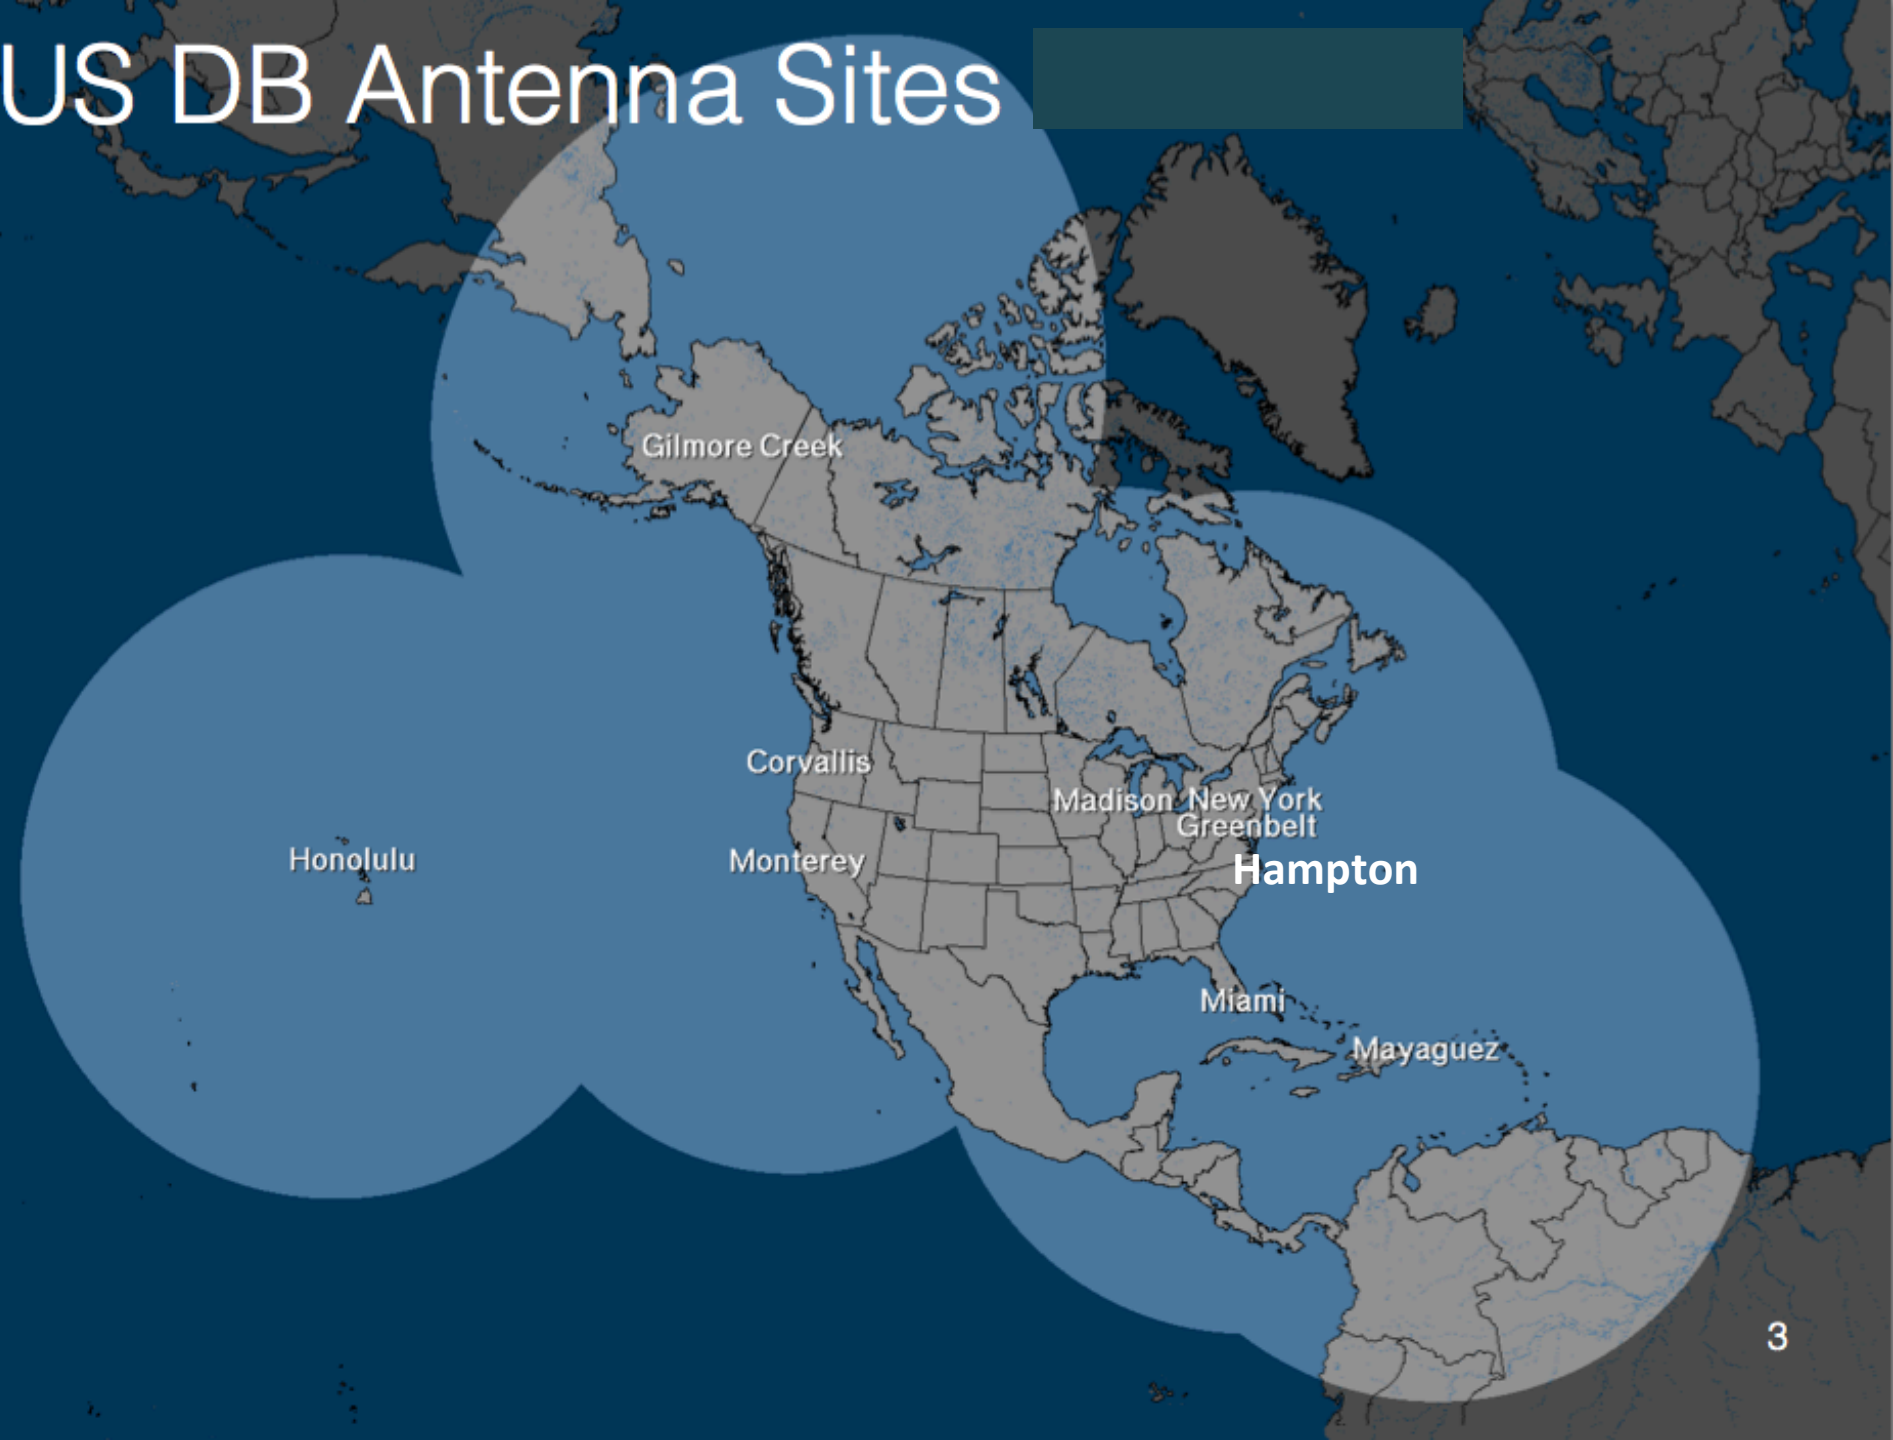 US DB Antenna Sites
Gilmore Creek
Corvallis
Madison
New York
Greenbelt
Honolulu
Monterey
Hampton
Miami
Mayaguez
3